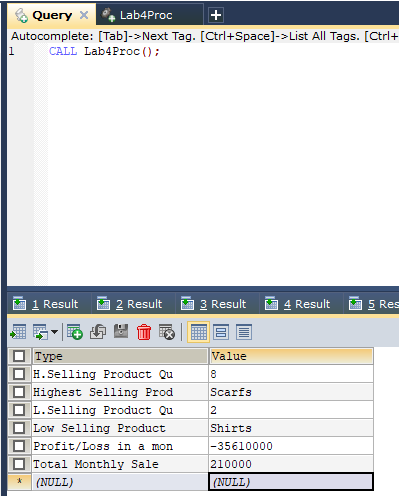 Query Lab4Proc
Autocomplete: [Tab]->Next Tag. [Ctrl+Space]->List All Tags. [Ctrl+
1 CALL Lab4Proc();
1 Result 2 Result 3 Result 4 Result 5 Res
Type Value
H.Selling Product Qu 8
Highest Selling Prod Scarfs
L.Selling Product Qu 2
Low Selling Product Shirts
Profit/Loss in a mon -35610000
Total Monthly Sale 210000
* (NULL) (NULL)